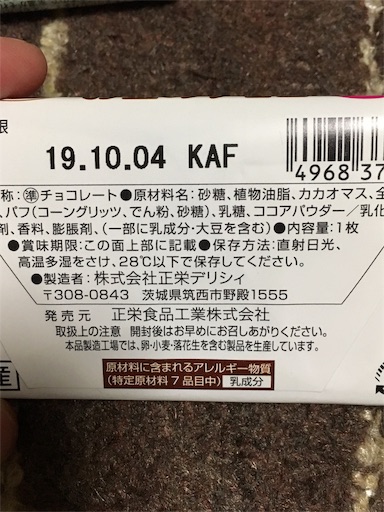 限
19.10.04 KAF
4968 37
称:㊝チョコレート●原材料名:砂糖、植物油脂、カカオマス、全
、パフ(コーングリッツ、でん粉、砂糖)、乳糖、ココアパウダー/乳化
剤、香料、膨脹剤、(一部に乳成分・大豆を含む)●内容量:1枚
●賞味期限:この面上部に記載●保存方法:直射日光、
高温多湿をさけ、28℃以下で保存してください。
●製造者:株式会社正栄デリシィ
〒308-0843 茨城県筑西市野殿1555
発売元 正栄食品工業株式会社
取扱上の注意 開封後はお早めにお召しあがりください。
本品製造工場では、卵・小麦・落花生を含む製品を生産しています。
原材料に含まれるアレルギー物質
(特定原材料7品目中) 乳成分
産